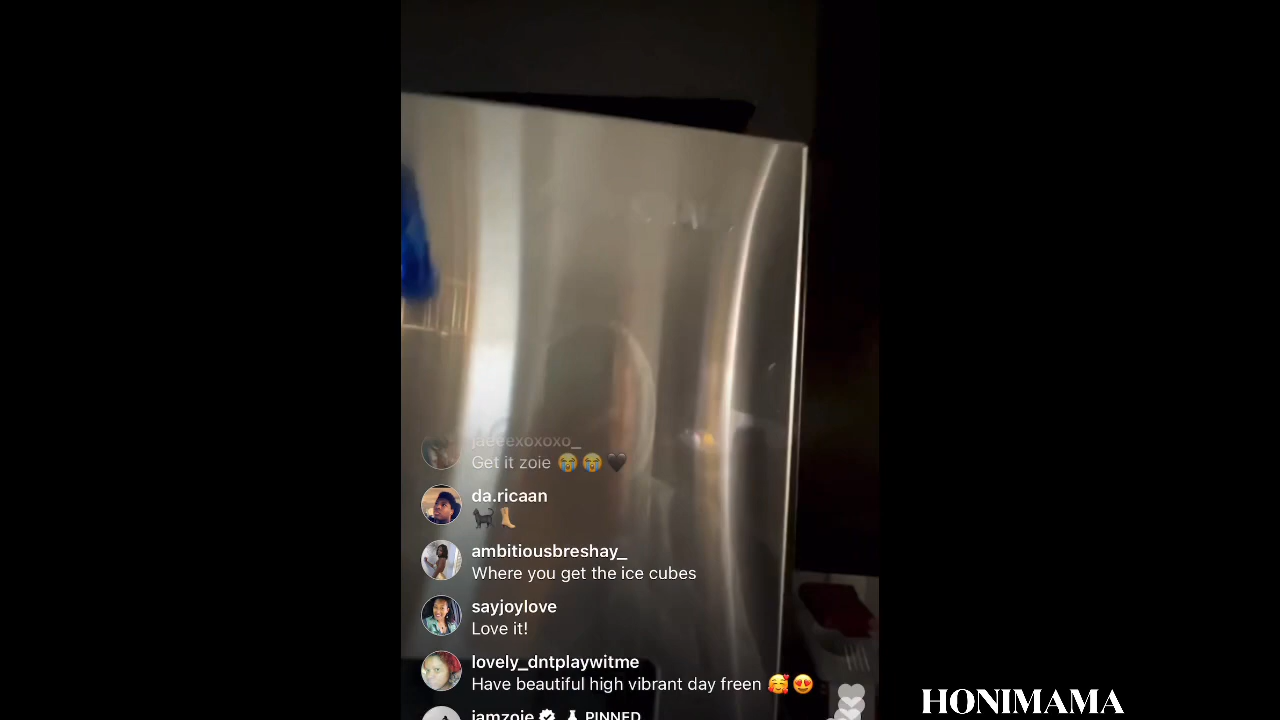 jaeeexoxoxo_
Get it zoie 😭😭🖤
da.ricaan
🐈‍⬛👢
ambitiousbreshay_
Where you get the ice cubes
sayjoylove
Love it!
lovely_dntplaywitme
Have beautiful high vibrant day freen 🥰😍
iamzoie PINNED
HONIMAMA